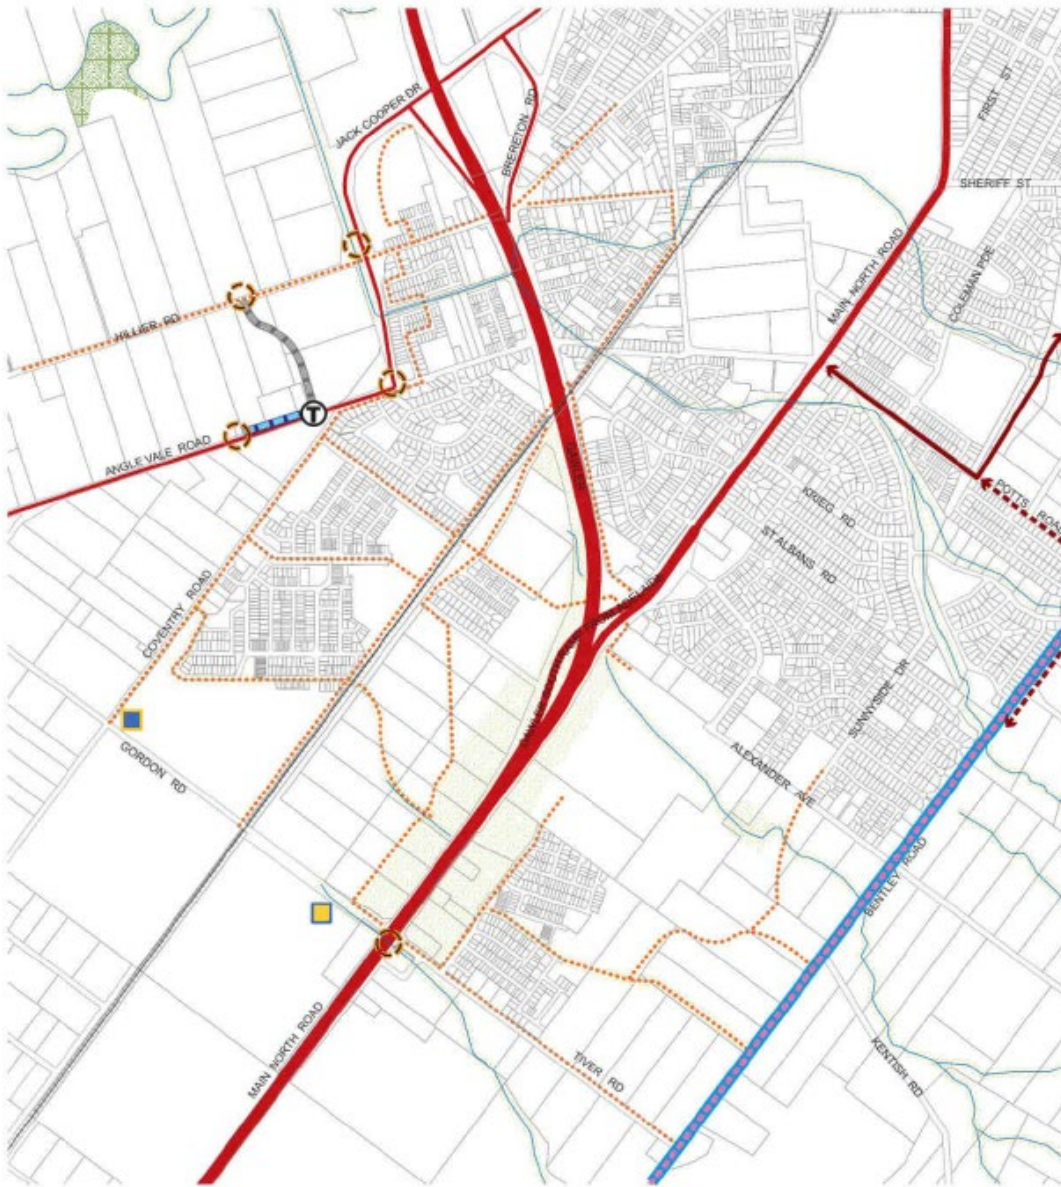 JACK COOPER DR
BRERETON RD
FIRST ST
SHERIFF ST
MAIN NORTH ROAD
COLEMAN PDE
HILLIER RD
T
ANGLE VALE ROAD
GAWLER
POTTS ROAD
KRIEG RD
ST ALBANS RD
COVENTRY ROAD
SUNNYSIDE DR
GORDON RD
ALEXANDER AVE
BENTLEY ROAD
MAIN NORTH ROAD
TIVER RD
KENTISH RD